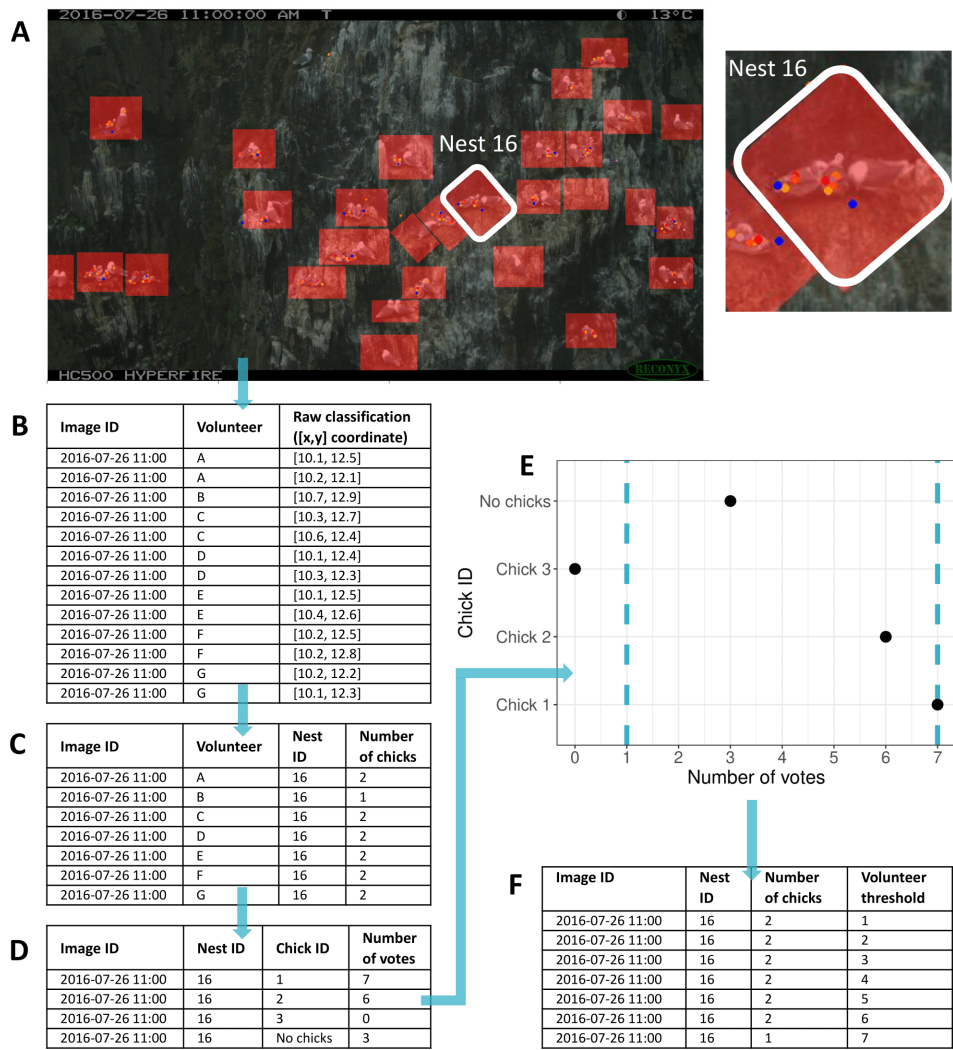 A
2016-07-26 11:00:00 AM T 13°C
Nest 16
HC500 HYPERFIRE
RECONYX
Nest 16
B
Image ID Volunteer Raw classification ([x,y] coordinate)
2016-07-26 11:00 A [10.1, 12.5]
2016-07-26 11:00 A [10.2, 12.1]
2016-07-26 11:00 B [10.7, 12.9]
2016-07-26 11:00 C [10.3, 12.7]
2016-07-26 11:00 C [10.6, 12.4]
2016-07-26 11:00 D [10.1, 12.4]
2016-07-26 11:00 D [10.3, 12.3]
2016-07-26 11:00 E [10.1, 12.5]
2016-07-26 11:00 E [10.4, 12.6]
2016-07-26 11:00 F [10.2, 12.5]
2016-07-26 11:00 F [10.2, 12.8]
2016-07-26 11:00 G [10.2, 12.2]
2016-07-26 11:00 G [10.1, 12.3]
C
Image ID Volunteer Nest ID Number of chicks
2016-07-26 11:00 A 16 2
2016-07-26 11:00 B 16 1
2016-07-26 11:00 C 16 2
2016-07-26 11:00 D 16 2
2016-07-26 11:00 E 16 2
2016-07-26 11:00 F 16 2
2016-07-26 11:00 G 16 2
D
Image ID Nest ID Chick ID Number of votes
2016-07-26 11:00 16 1 7
2016-07-26 11:00 16 2 6
2016-07-26 11:00 16 3 0
2016-07-26 11:00 16 No chicks 3
E
Chick ID
No chicks
Chick 3
Chick 2
Chick 1
0 1 2 3 4 5 6 7
Number of votes
F
Image ID Nest ID Number of chicks Volunteer threshold
2016-07-26 11:00 16 2 1
2016-07-26 11:00 16 2 2
2016-07-26 11:00 16 2 3
2016-07-26 11:00 16 2 4
2016-07-26 11:00 16 2 5
2016-07-26 11:00 16 2 6
2016-07-26 11:00 16 1 7